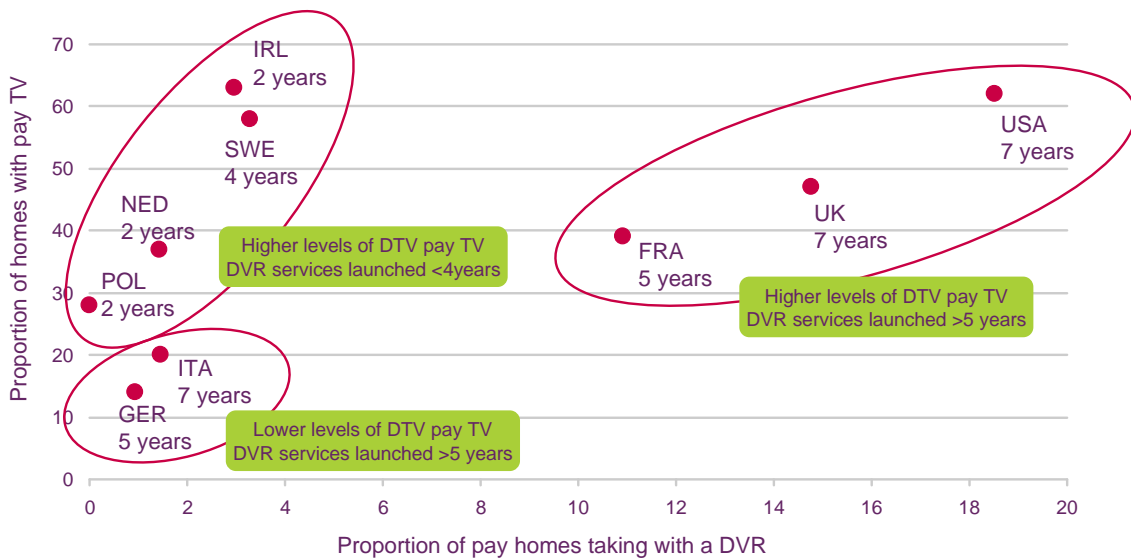 Proportion of homes with pay TV
70
60
50
40
30
20
10
0
IRL
2 years
SWE
4 years
NED
2 years
POL
2 years
Higher levels of DTV pay TV
DVR services launched <4years
USA
7 years
UK
7 years
FRA
5 years
Higher levels of DTV pay TV
DVR services launched >5 years
ITA
7 years
GER
5 years
Lower levels of DTV pay TV
DVR services launched >5 years
0 2 4 6 8 10 12 14 16 18 20
Proportion of pay homes taking with a DVR